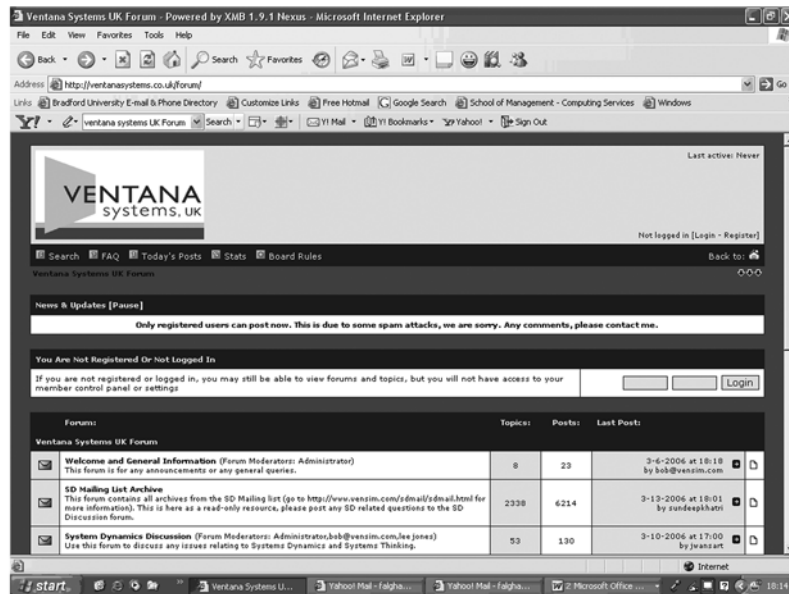 Ventana Systems UK Forum - Powered by XMB 1.9.1 Nexus - Microsoft Internet Explorer
File Edit View Favorites Tools Help
Back Search Favorites
Address http://ventanasystems.co.uk/forum/ Go
Links Bradford University E-mail & Phone Directory Customize Links Free Hotmail Google Search School of Management - Computing Services Windows
Y! ventana systems UK Forum Search Y! Mail Y! Bookmarks Yahoo! Sign Out
Last active: Never
VENTANA
systems, UK
Not logged in [Login - Register]
Search FAQ Today's Posts Stats Board Rules Back to:
Ventana Systems UK Forum
News & Updates [Pause]
Only registered users can post now. This is due to some spam attacks, we are sorry. Any comments, please contact me.
You Are Not Registered Or Not Logged In
If you are not registered or logged in, you may still be able to view forums and topics, but you will not have access to your
member control panel or settings
Login
Forum: Topics: Posts: Last Post:
Ventana Systems UK Forum
Welcome and General Information (Forum Moderators: Administrator)
This forum is for any announcements or any general queries.
8 23 3-6-2006 at 18:18
by bob@vensim.com
SD Mailing List Archive
This forum contains all archives from the SD Mailing list (go to http://www.vensim.com/sdmail/sdmail.html for
more information). This is here as a read-only resource, please post any SD related questions to the SD
Discussion forum.
2338 6214 3-13-2006 at 18:01
by sundeepkhatri
System Dynamics Discussion (Forum Moderators: Administrator,bob@vensim.com,lee jones)
Use this forum to discuss any issues relating to Systems Dynamics and Systems Thinking.
53 130 3-10-2006 at 17:00
by jwansart
Internet
start Ventana Systems U... Yahoo! Mail - falgha... Yahoo! Mail - falgha... 2 Microsoft Office ... 18:14